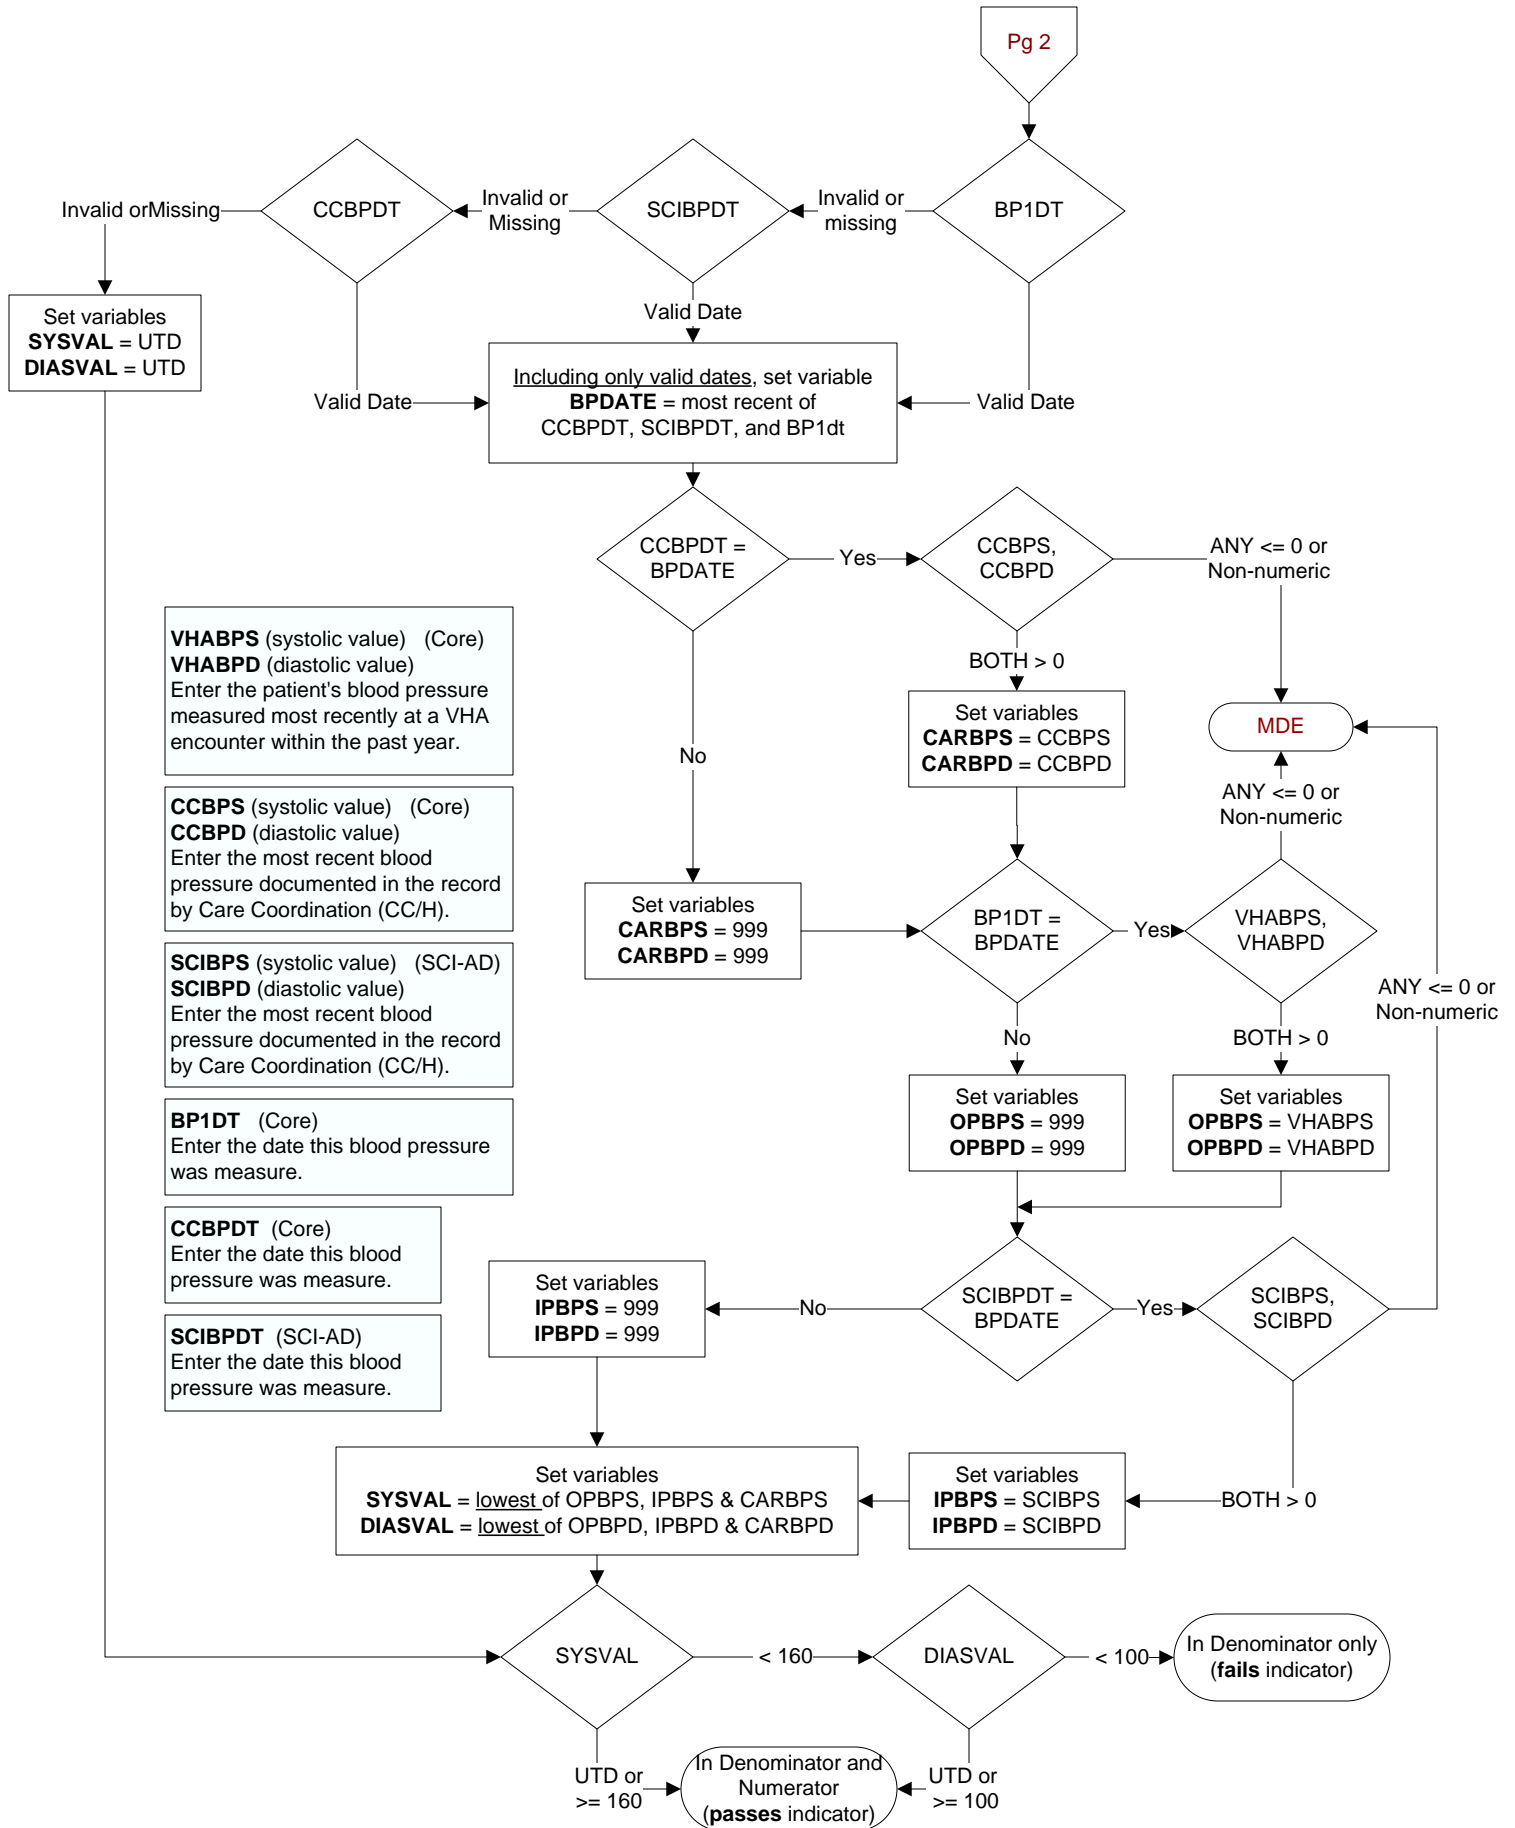 Pg 2
CCBPDT
SCIBPDT
BP1DT
Invalid orMissing
Invalid or
Missing
Invalid or
missing
Set variables
SYSVAL = UTD
DIASVAL = UTD
Valid Date
Valid Date
Valid Date
Including only valid dates, set variable
BPDATE = most recent of
CCBPDT, SCIBPDT, and BP1dt
CCBPDT =
BPDATE
Yes
CCBPS,
CCBPD
ANY <= 0 or
Non-numeric
BOTH > 0
No
Set variables
CARBPS = CCBPS
CARBPD = CCBPD
MDE
ANY <= 0 or
Non-numeric
VHABPS (systolic value) (Core)
VHABPD (diastolic value)
Enter the patient's blood pressure
measured most recently at a VHA
encounter within the past year.
CCBPS (systolic value) (Core)
CCBPD (diastolic value)
Enter the most recent blood
pressure documented in the record
by Care Coordination (CC/H).
SCIBPS (systolic value) (SCI-AD)
SCIBPD (diastolic value)
Enter the most recent blood
pressure documented in the record
by Care Coordination (CC/H).
BP1DT (Core)
Enter the date this blood pressure
was measure.
CCBPDT (Core)
Enter the date this blood
pressure was measure.
SCIBPDT (SCI-AD)
Enter the date this blood
pressure was measure.
Set variables
CARBPS = 999
CARBPD = 999
BP1DT =
BPDATE
Yes
VHABPS,
VHABPD
ANY <= 0 or
Non-numeric
No
BOTH > 0
Set variables
OPBPS = 999
OPBPD = 999
Set variables
OPBPS = VHABPS
OPBPD = VHABPD
Set variables
IPBPS = 999
IPBPD = 999
No
SCIBPDT =
BPDATE
Yes
SCIBPS,
SCIBPD
Set variables
SYSVAL = lowest of OPBPS, IPBPS & CARBPS
DIASVAL = lowest of OPBPD, IPBPD & CARBPD
Set variables
IPBPS = SCIBPS
IPBPD = SCIBPD
BOTH > 0
SYSVAL
< 160
DIASVAL
< 100
In Denominator only
(fails indicator)
UTD or
>= 160
In Denominator and
Numerator
(passes indicator)
UTD or
>= 100